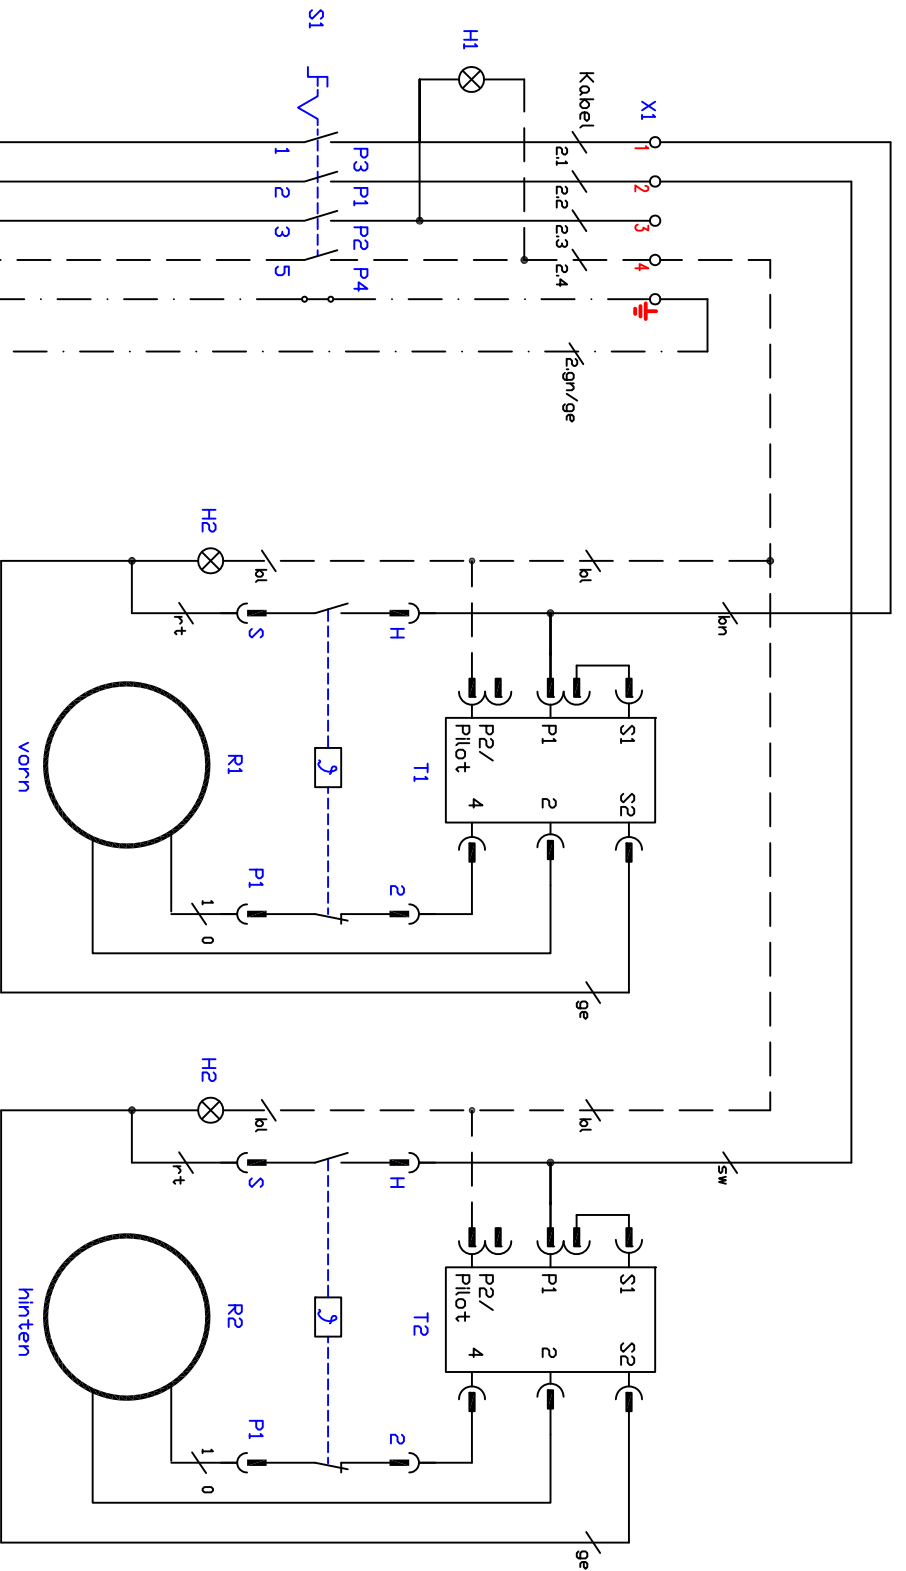 bn
sw
X1
1 2 3 4
S1 S2
S1 S2
Kabel
bl
ge
bl
ge
2.1 2.2 2.3 2.4
2.gn/ge
P1 2
P1 2
H1
P2/
Pilot
4
P2/
Pilot
4
T1
T2
H
2
H
2
P3 P1 P2 P4
ϑ
ϑ
S1
1 2 3 5
bl
S
P1
bl
S
P1
R1
R2
H2
1 0
H2
1 0
rt
rt
vorn
hinten